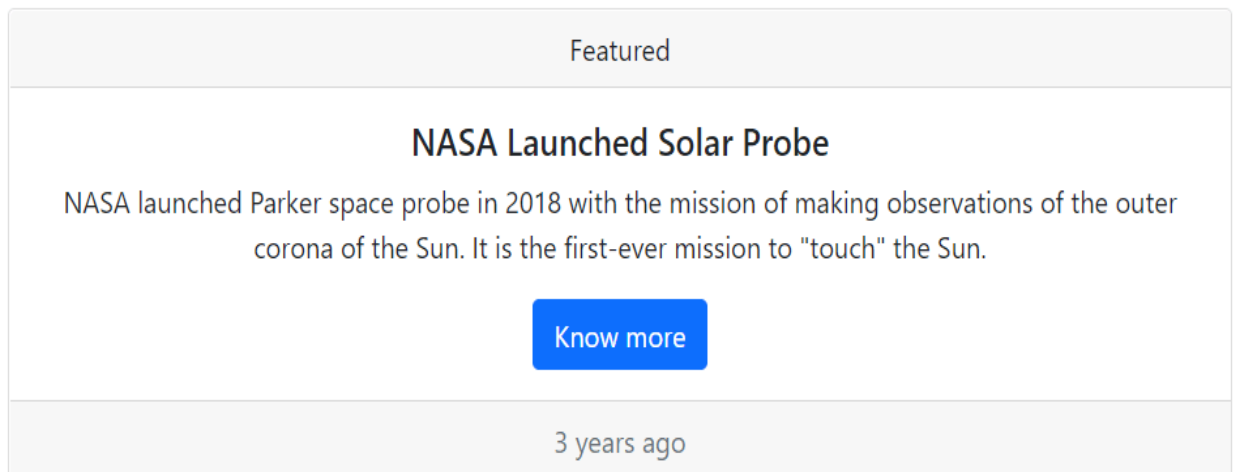 Featured
NASA Launched Solar Probe
NASA launched Parker space probe in 2018 with the mission of making observations of the outer
corona of the Sun. It is the first-ever mission to "touch" the Sun.
Know more
3 years ago